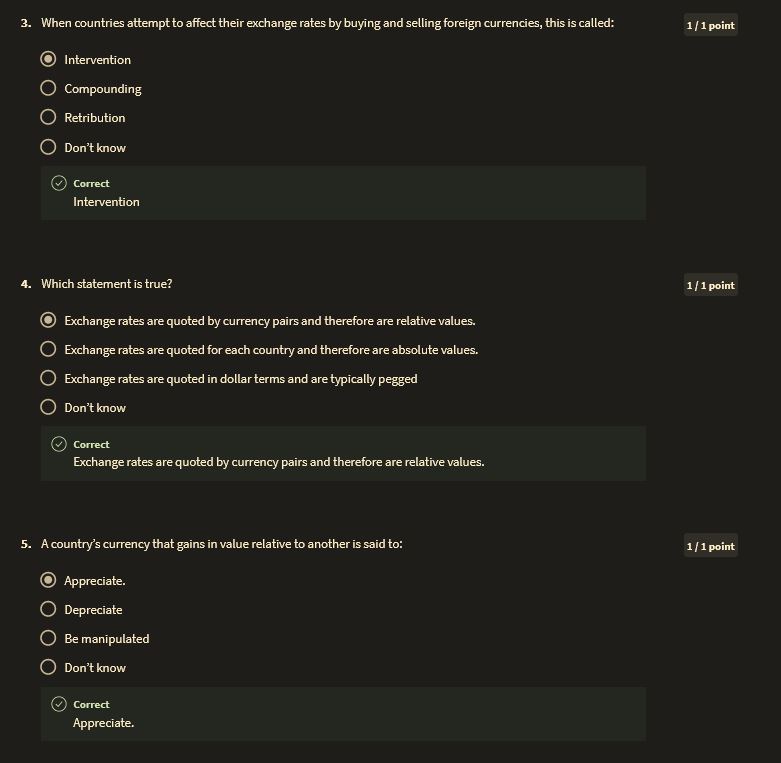 3. When countries attempt to affect their exchange rates by buying and selling foreign currencies, this is called: 1 / 1 point
Intervention
Compounding
Retribution
Don't know
Correct
Intervention
4. Which statement is true? 1 / 1 point
Exchange rates are quoted by currency pairs and therefore are relative values.
Exchange rates are quoted for each country and therefore are absolute values.
Exchange rates are quoted in dollar terms and are typically pegged
Don't know
Correct
Exchange rates are quoted by currency pairs and therefore are relative values.
5. A country's currency that gains in value relative to another is said to: 1 / 1 point
Appreciate.
Depreciate
Be manipulated
Don't know
Correct
Appreciate.